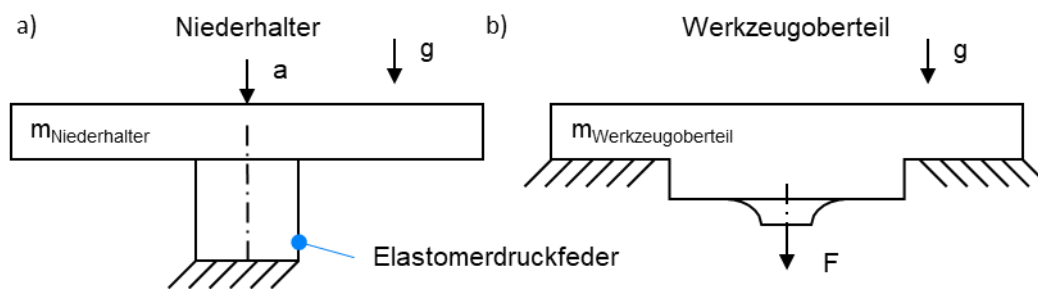 a)
Niederhalter
a
g
mNiederhalter
Elastomerdruckfeder
b)
Werkzeugoberteil
g
mWerkzeugoberteil
F